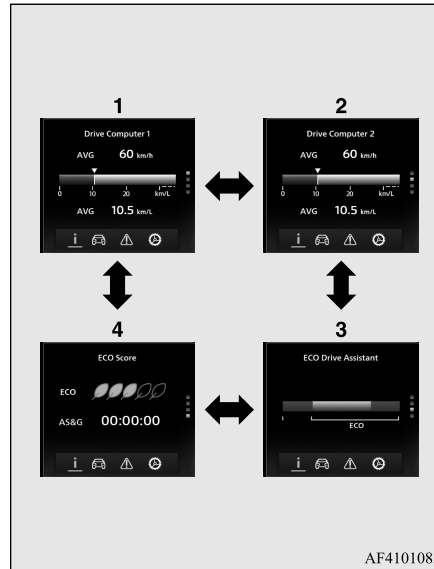 1
Drive Computer 1
AVG 60 km/h
0 10 20 km/L
AVG 10.5 km/L
i
2
Drive Computer 2
AVG 60 km/h
0 10 20 km/L
AVG 10.5 km/L
i
4
ECO Score
ECO
AS&G 00:00:00
i
3
ECO Drive Assistant
ECO
i
AF4101082